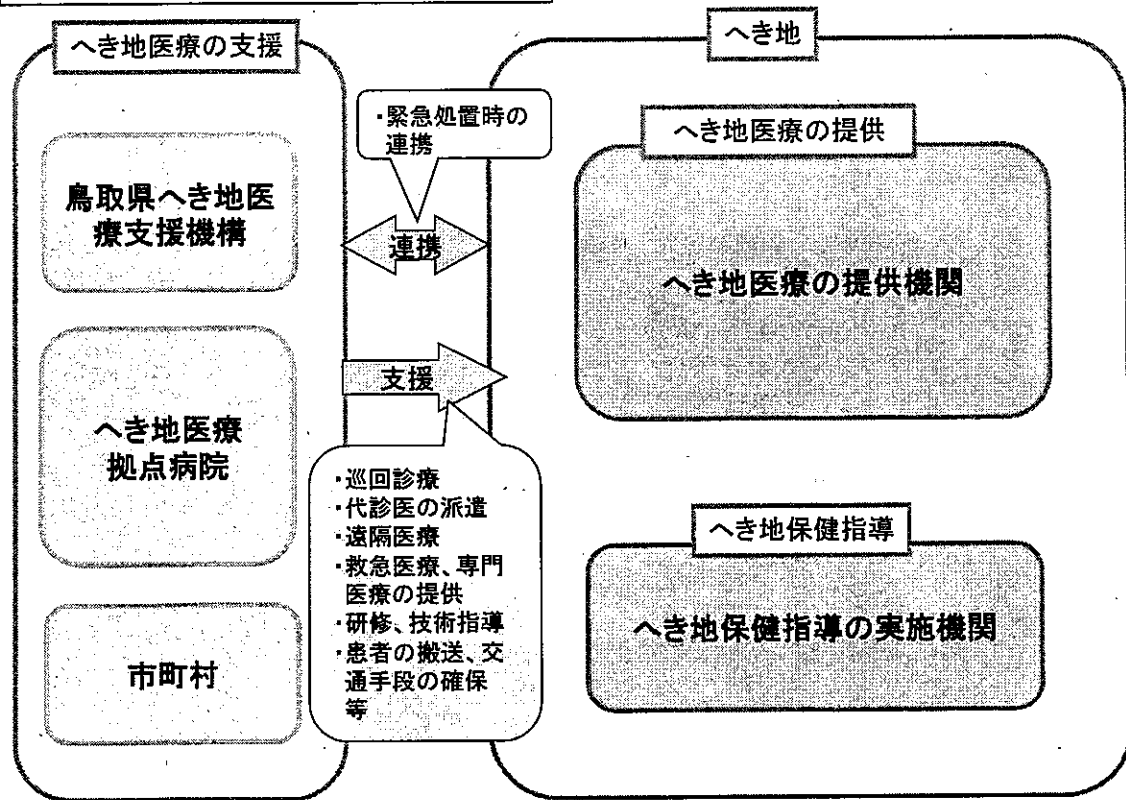 へき地医療の支援
鳥取県へき地医
療支援機構
へき地医療
拠点病院
市町村
・緊急処置時の
連携
連携
支援
・巡回診療
・代診医の派遣
・遠隔医療
・救急医療、専門
医療の提供
・研修、技術指導
・患者の搬送、交
通手段の確保
等
へき地
へき地医療の提供
へき地医療の提供機関
へき地保健指導
へき地保健指導の実施機関